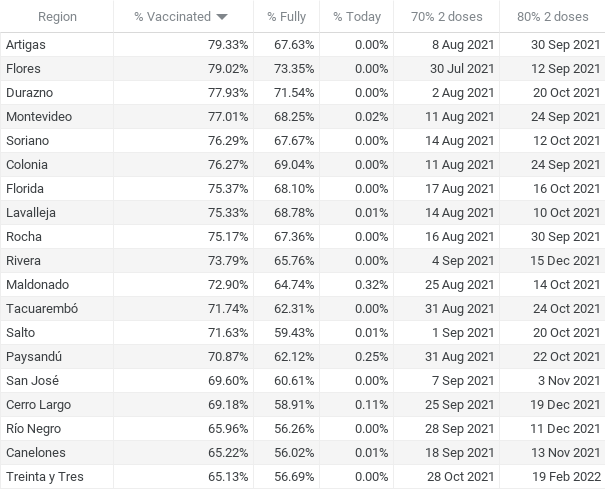 Region % Vaccinated % Fully % Today 70% 2 doses 80% 2 doses
Artigas 79.33% 67.63% 0.00% 8 Aug 2021 30 Sep 2021
Flores 79.02% 73.35% 0.00% 30 Jul 2021 12 Sep 2021
Durazno 77.93% 71.54% 0.00% 2 Aug 2021 20 Oct 2021
Montevideo 77.01% 68.25% 0.02% 11 Aug 2021 24 Sep 2021
Soriano 76.29% 67.67% 0.00% 14 Aug 2021 12 Oct 2021
Colonia 76.27% 69.04% 0.00% 11 Aug 2021 24 Sep 2021
Florida 75.37% 68.10% 0.00% 17 Aug 2021 16 Oct 2021
Lavalleja 75.33% 68.78% 0.01% 14 Aug 2021 10 Oct 2021
Rocha 75.17% 67.36% 0.00% 16 Aug 2021 30 Sep 2021
Rivera 73.79% 65.76% 0.00% 4 Sep 2021 15 Dec 2021
Maldonado 72.90% 64.74% 0.32% 25 Aug 2021 14 Oct 2021
Tacuarembó 71.74% 62.31% 0.00% 31 Aug 2021 24 Oct 2021
Salto 71.63% 59.43% 0.01% 1 Sep 2021 20 Oct 2021
Paysandú 70.87% 62.12% 0.25% 31 Aug 2021 22 Oct 2021
San José 69.60% 60.61% 0.00% 7 Sep 2021 3 Nov 2021
Cerro Largo 69.18% 58.91% 0.11% 25 Sep 2021 19 Dec 2021
Río Negro 65.96% 56.26% 0.00% 28 Sep 2021 11 Dec 2021
Canelones 65.22% 56.02% 0.01% 18 Sep 2021 13 Nov 2021
Treinta y Tres 65.13% 56.69% 0.00% 28 Oct 2021 19 Feb 2022